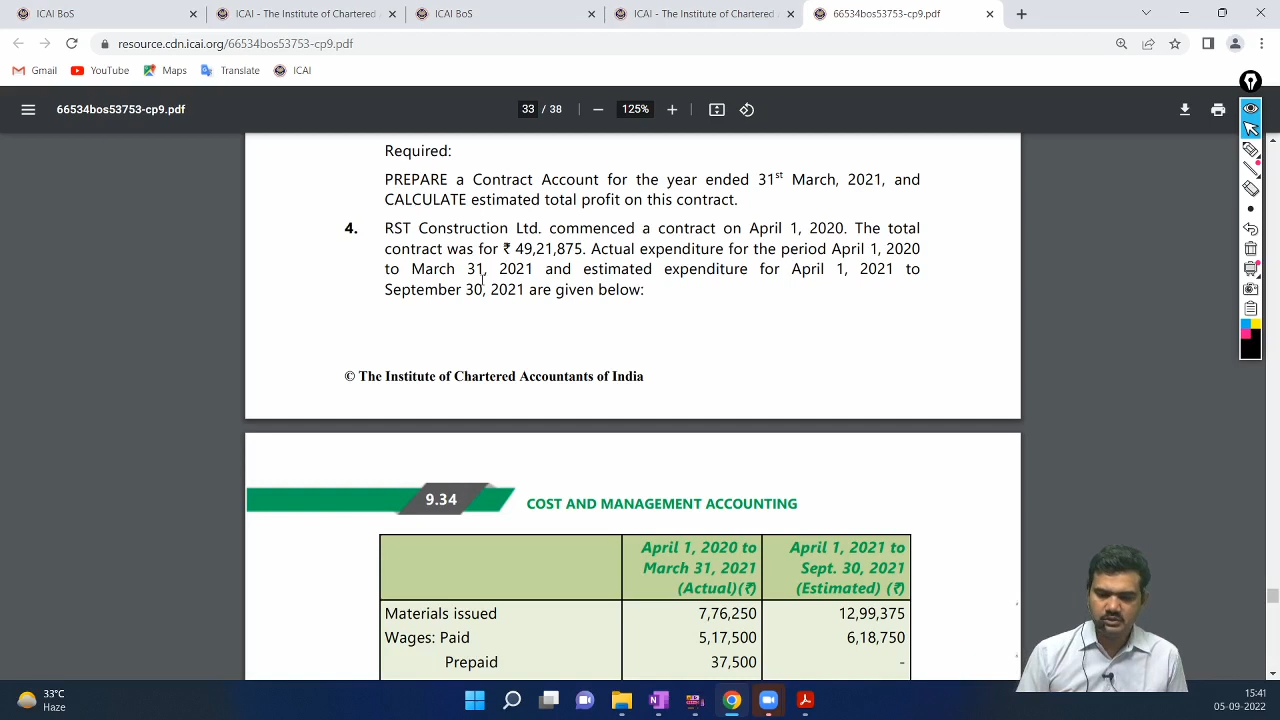 ICAI BoS
ICAI - The Institute of Chartered
ICAI BoS
ICAI - The Institute of Chartered
66534bos53753-cp9.pdf
resource.cdn.icai.org/66534bos53753-cp9.pdf
Gmail
YouTube
Maps
Translate
ICAI
66534bos53753-cp9.pdf
33 / 38
125%
Required:
PREPARE a Contract Account for the year ended 31st March, 2021, and
CALCULATE estimated total profit on this contract.
4. RST Construction Ltd. commenced a contract on April 1, 2020. The total
contract was for ₹ 49,21,875. Actual expenditure for the period April 1, 2020
to March 31, 2021 and estimated expenditure for April 1, 2021 to
September 30, 2021 are given below:
© The Institute of Chartered Accountants of India
9.34
COST AND MANAGEMENT ACCOUNTING
April 1, 2020 to
March 31, 2021
(Actual)(₹)
April 1, 2021 to
Sept. 30, 2021
(Estimated) (₹)
Materials issued 7,76,250 12,99,375
Wages: Paid 5,17,500 6,18,750
Prepaid 37,500 -
33°C
Haze
15:41
05-09-2022